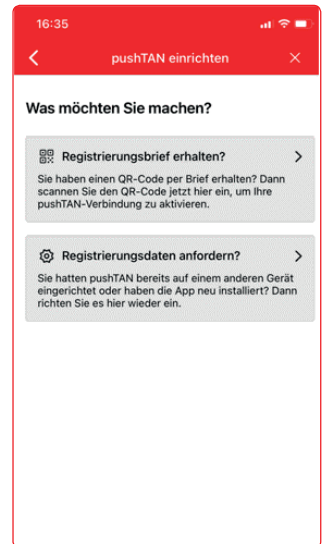 16:35
pushTAN einrichten
Was möchten Sie machen?
Registrierungsbrief erhalten?
Sie haben einen QR-Code per Brief erhalten? Dann
scannen Sie den QR-Code jetzt hier ein, um Ihre
pushTAN-Verbindung zu aktivieren.
Registrierungsdaten anfordern?
Sie hatten pushTAN bereits auf einem anderen Gerät
eingerichtet oder haben die App neu installiert? Dann
richten Sie es hier wieder ein.